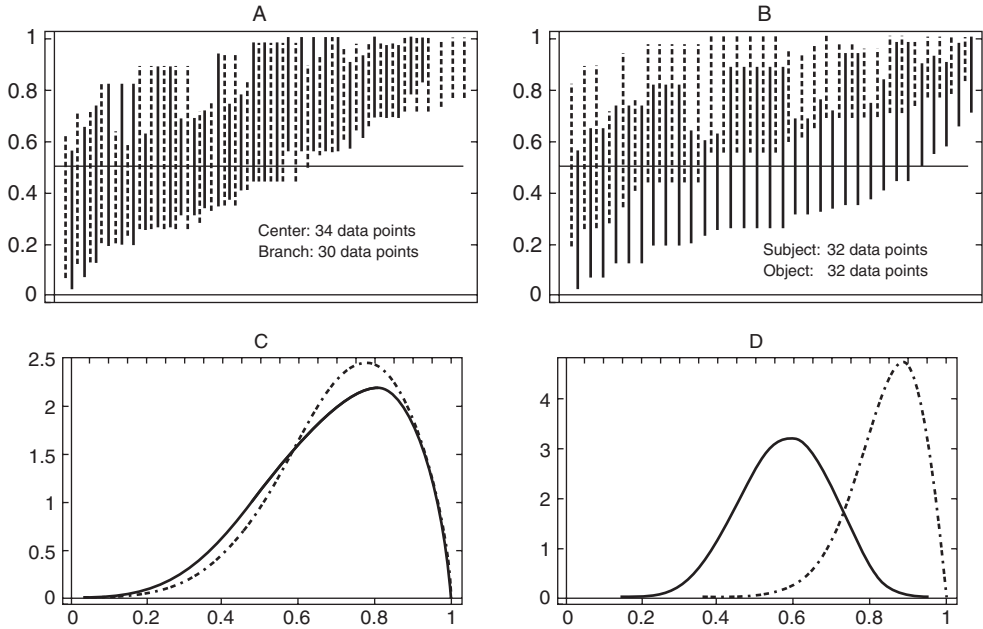 A
1
0.8
0.6
0.4
0.2
0
Center: 34 data points
Branch: 30 data points
B
1
0.8
0.6
0.4
0.2
0
Subject: 32 data points
Object: 32 data points
C
2.5
2
1.5
1
0.5
0
0 0.2 0.4 0.6 0.8 1
D
4
3
2
1
0
0 0.2 0.4 0.6 0.8 1